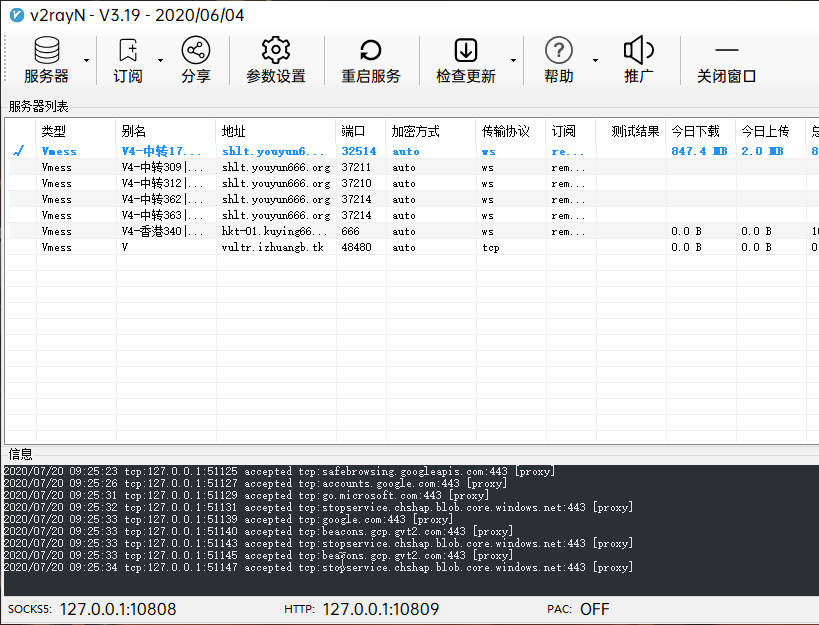 v2rayN - V3.19 - 2020/06/04
服务器 订阅 分享 参数设置 重启服务 检查更新 帮助 推广 关闭窗口
服务器列表
类型 别名 地址 端口 加密方式 传输协议 订阅 测试结果 今日下载 今日上传 总
Vmess V4-中转17... shlt.youyun6... 32514 auto ws re... 847.4 MB 2.0 MB 8
Vmess V4-中转309|... shlt.youyun666.org 37211 auto ws rem...
Vmess V4-中转312|... shlt.youyun666.org 37210 auto ws rem...
Vmess V4-中转362|... shlt.youyun666.org 37214 auto ws rem...
Vmess V4-中转363|... shlt.youyun666.org 37214 auto ws rem...
Vmess V4-香港340|... hkt-01.kuying66... 666 auto ws rem... 0.0 B 0.0 B 10
Vmess V vultr.izhuangb.tk 48480 auto tcp 0.0 B 0.0 B 0
信息
2020/07/20 09:25:23 tcp:127.0.0.1:51125 accepted tcp:safebrowsing.googleapis.com:443 [proxy]
2020/07/20 09:25:26 tcp:127.0.0.1:51127 accepted tcp:accounts.google.com:443 [proxy]
2020/07/20 09:25:31 tcp:127.0.0.1:51129 accepted tcp:go.microsoft.com:443 [proxy]
2020/07/20 09:25:32 tcp:127.0.0.1:51131 accepted tcp:stopservice.chshap.blob.core.windows.net:443 [proxy]
2020/07/20 09:25:33 tcp:127.0.0.1:51139 accepted tcp:google.com:443 [proxy]
2020/07/20 09:25:33 tcp:127.0.0.1:51140 accepted tcp:beacons.gcp.gvt2.com:443 [proxy]
2020/07/20 09:25:33 tcp:127.0.0.1:51143 accepted tcp:stopservice.chshap.blob.core.windows.net:443 [proxy]
2020/07/20 09:25:33 tcp:127.0.0.1:51145 accepted tcp:beacons.gcp.gvt2.com:443 [proxy]
2020/07/20 09:25:34 tcp:127.0.0.1:51147 accepted tcp:stopservice.chshap.blob.core.windows.net:443 [proxy]
SOCKS5: 127.0.0.1:10808 HTTP: 127.0.0.1:10809 PAC: OFF